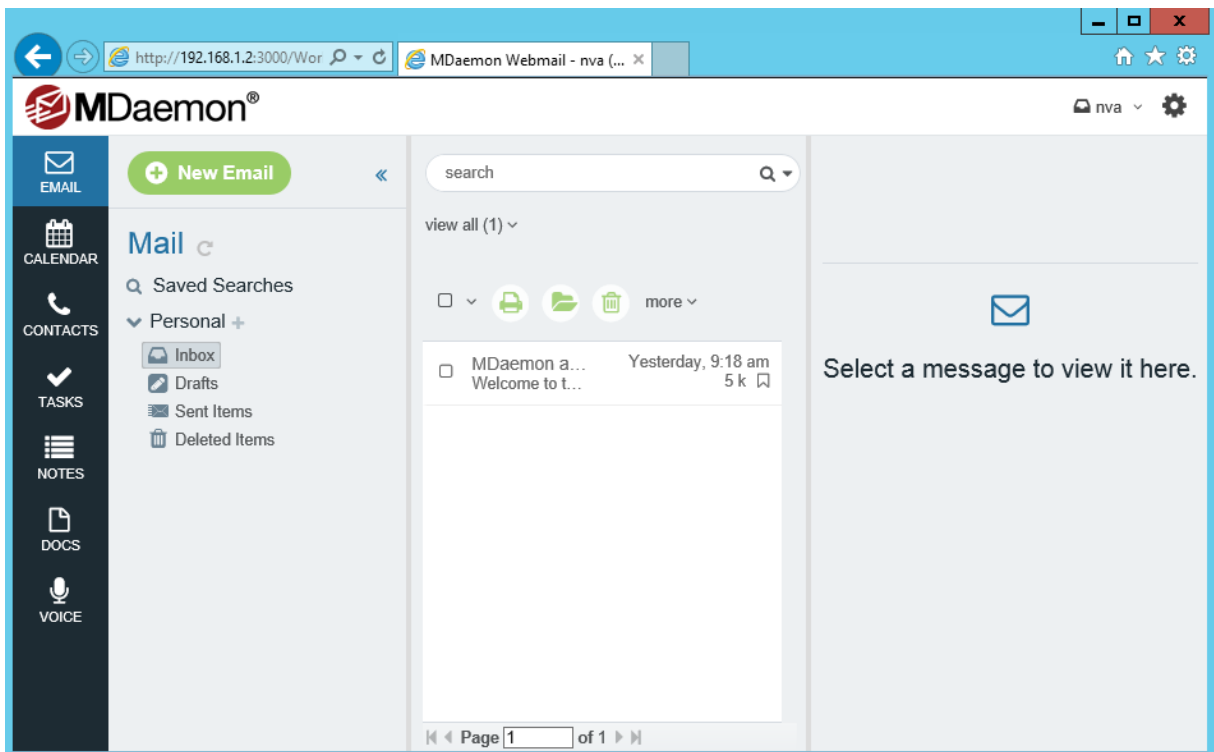 x
http://192.168.1.2:3000/Wor
MDaemon Webmail - nva (... ×
MDaemon®
nva
EMAIL
CALENDAR
CONTACTS
TASKS
NOTES
DOCS
VOICE
New Email
«
Mail
Saved Searches
Personal +
Inbox
Drafts
Sent Items
Deleted Items
search
view all (1)
more
MDaemon a... Yesterday, 9:18 am
Welcome to t... 5 k
Page 1 of 1
Select a message to view it here.